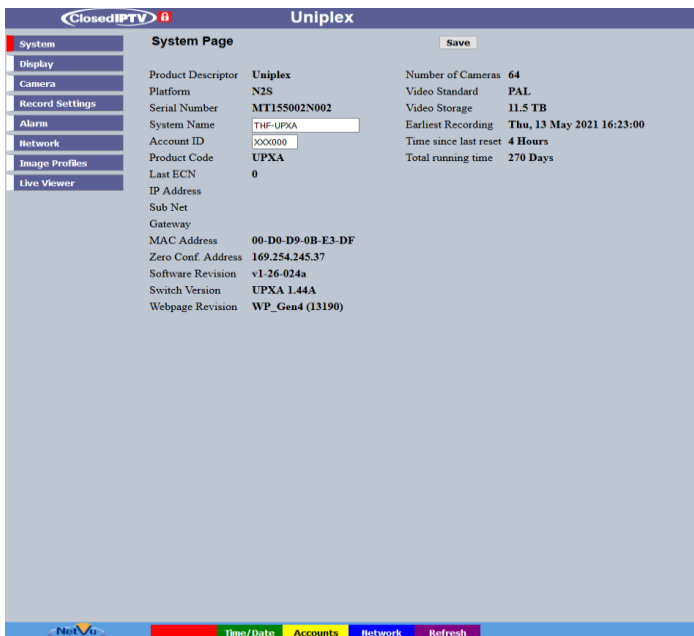 ClosedIPTV Uniplex
System
Display
Camera
Record Settings
Alarm
Network
Image Profiles
Live Viewer
System Page Save
Product Descriptor Uniplex
Platform N2S
Serial Number MT155002N002
System Name THF-UPXA
Account ID XXX000
Product Code UPXA
Last ECN 0
IP Address
Sub Net
Gateway
MAC Address 00-D0-D9-0B-E3-DF
Zero Conf. Address 169.254.245.37
Software Revision v1-26-024a
Switch Version UPXA 1.44A
Webpage Revision WP_Gen4 (13190)
Number of Cameras 64
Video Standard PAL
Video Storage 11.5 TB
Earliest Recording Thu, 13 May 2021 16:23:00
Time since last reset 4 Hours
Total running time 270 Days
NetVu Time/Date Accounts Network Refresh